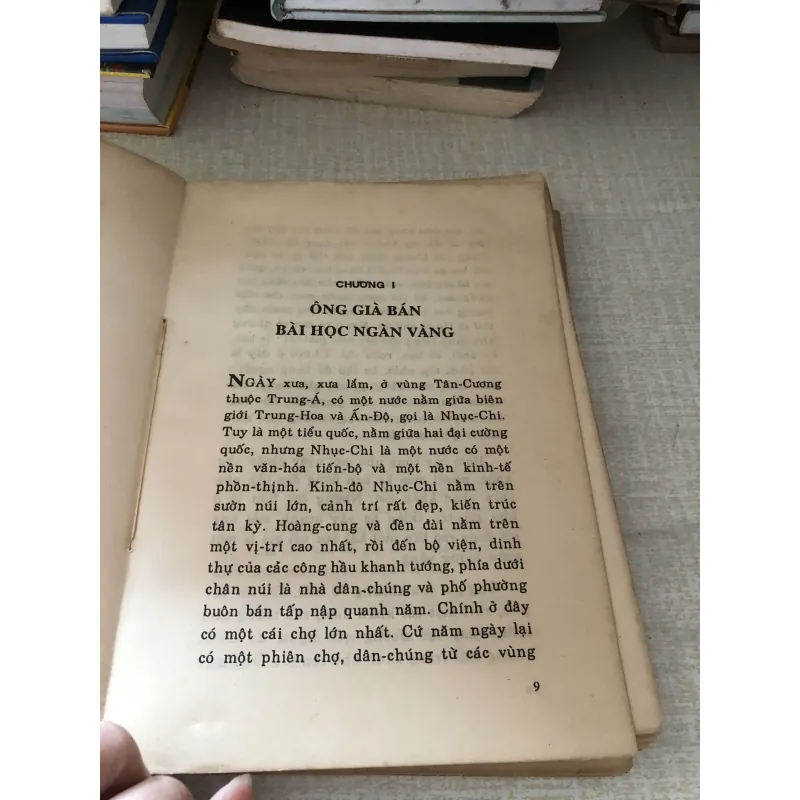 CHƯƠNG I
ÔNG GIÀ BÁN
BÀI HỌC NGÀN VÀNG
NGÀY xưa, xưa lắm, ở vùng Tân-Cương
thuộc Trung-Á, có một nước nằm giữa biên
giới Trung-Hoa và Ấn-Độ, gọi là Nhục-Chi.
Tuy là một tiểu quốc, nằm giữa hai đại cường
quốc, nhưng Nhục-Chi là một nước có một
nền văn-hóa tiến-bộ và một nền kinh-tế
phồn-thịnh. Kinh-đô Nhục-Chi nằm trên
sườn núi lớn, cảnh trí rất đẹp, kiến trúc
tân kỳ. Hoàng-cung và đền đài nằm trên
một vị-trí cao nhất, rồi đến bộ viện, dinh
thự của các công hầu khanh tướng, phía dưới
chân núi là nhà dân-chúng và phố phường
buôn bán tấp nập quanh năm. Chính ở đây
có một cái chợ lớn nhất. Cứ năm ngày lại
có một phiên chợ, dân-chúng từ các vùng
9